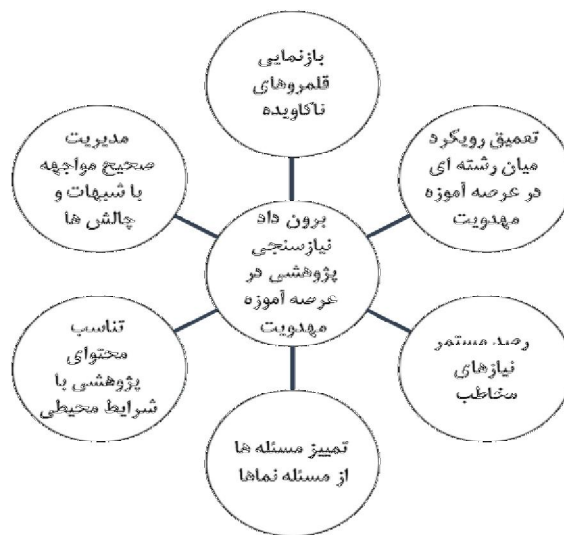 بازنمایی
قلمروهای
ناکاویده
تعمیق رویکرد
میان رشته ای
در عرصه آموزه
مهدویت
رصد مستمر
نیازهای
مخاطب
تمییز مسئله ها
از مسئله نماها
تناسب
محتوای
پژوهشی با
شرایط محیطی
مدیریت
صحیح مواجهه
با شبهات و
چالش ها
برون داد
نیازسنجی
پژوهشی در
عرصه آموزه
مهدویت